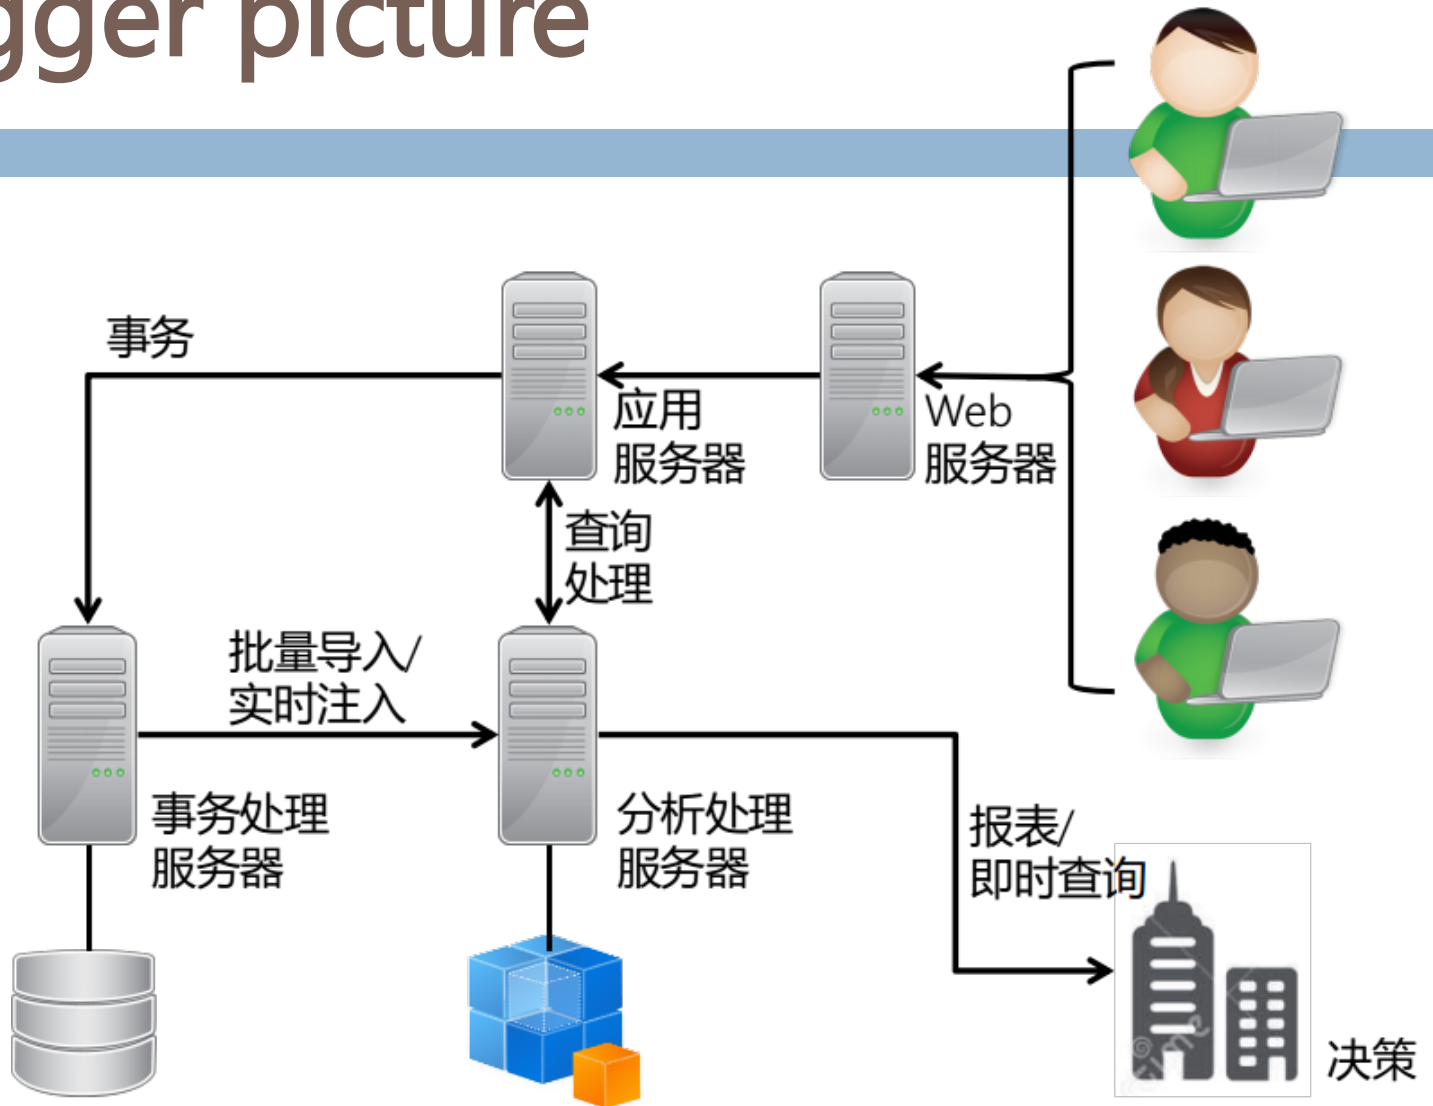 gger picture
事务
应用
服务器
Web
服务器
查询
处理
批量导入/
实时注入
事务处理
服务器
分析处理
服务器
报表/
即时查询
决策